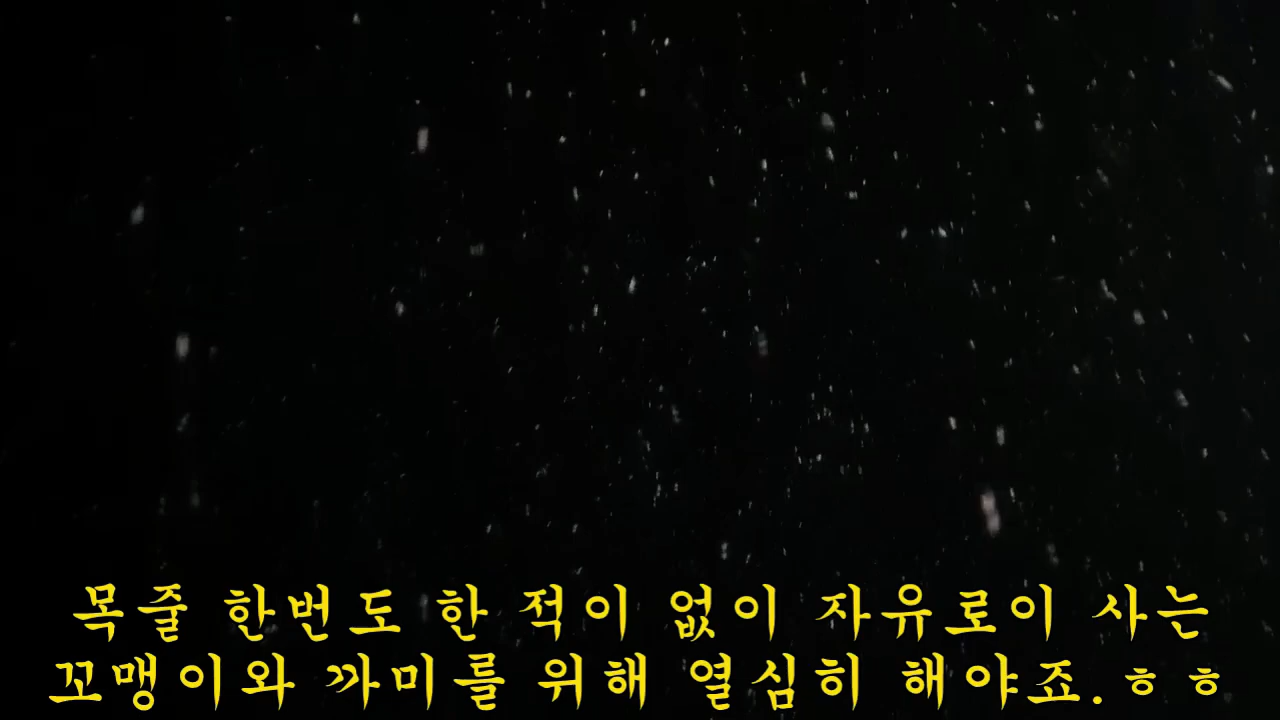 목줄 한번도 한 적이 없이 자유로이 사는
꼬맹이와 까미를 위해 열심히 해야죠.ㅎㅎ